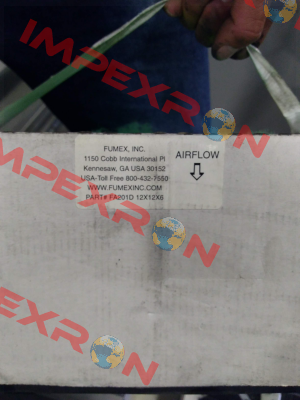 IMPEXRON
FUMEX, INC.
1150 Cobb International Pl
Kennesaw, GA USA 30152
USA-Toll Free 800-432-7550
WWW.FUMEXINC.COM
PART# FA201D 12X12X6
AIRFLOW
IMPEXRON
IMPEXRON